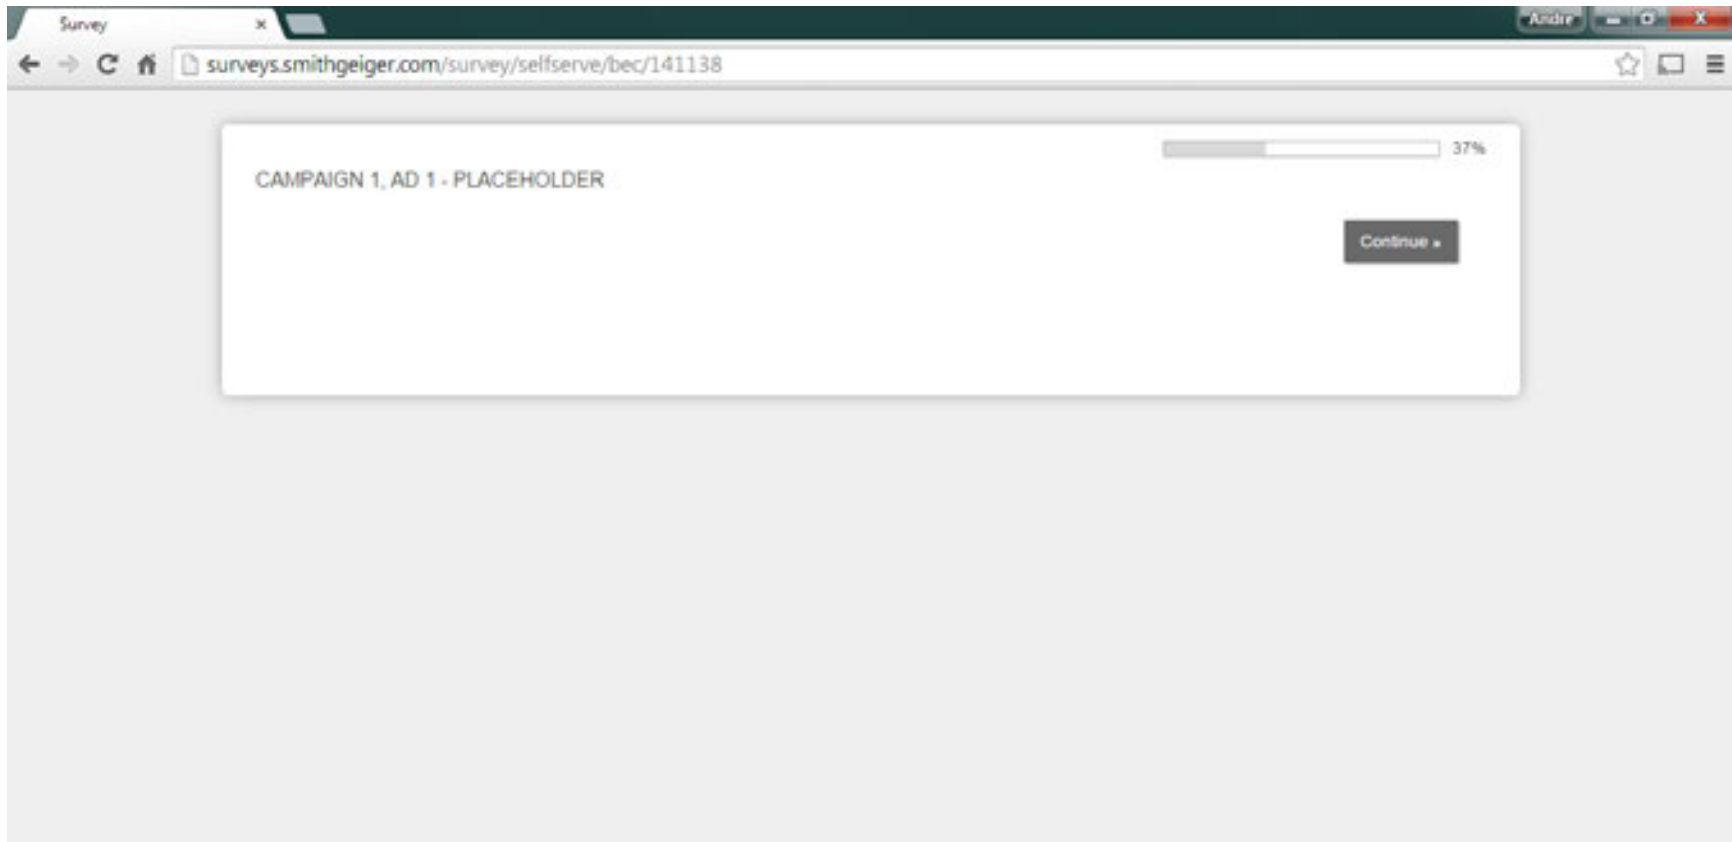 Survey
Andre
surveys.smithgeiger.com/survey/selfserve/bec/141138
37%
CAMPAIGN 1, AD 1 - PLACEHOLDER
Continue »